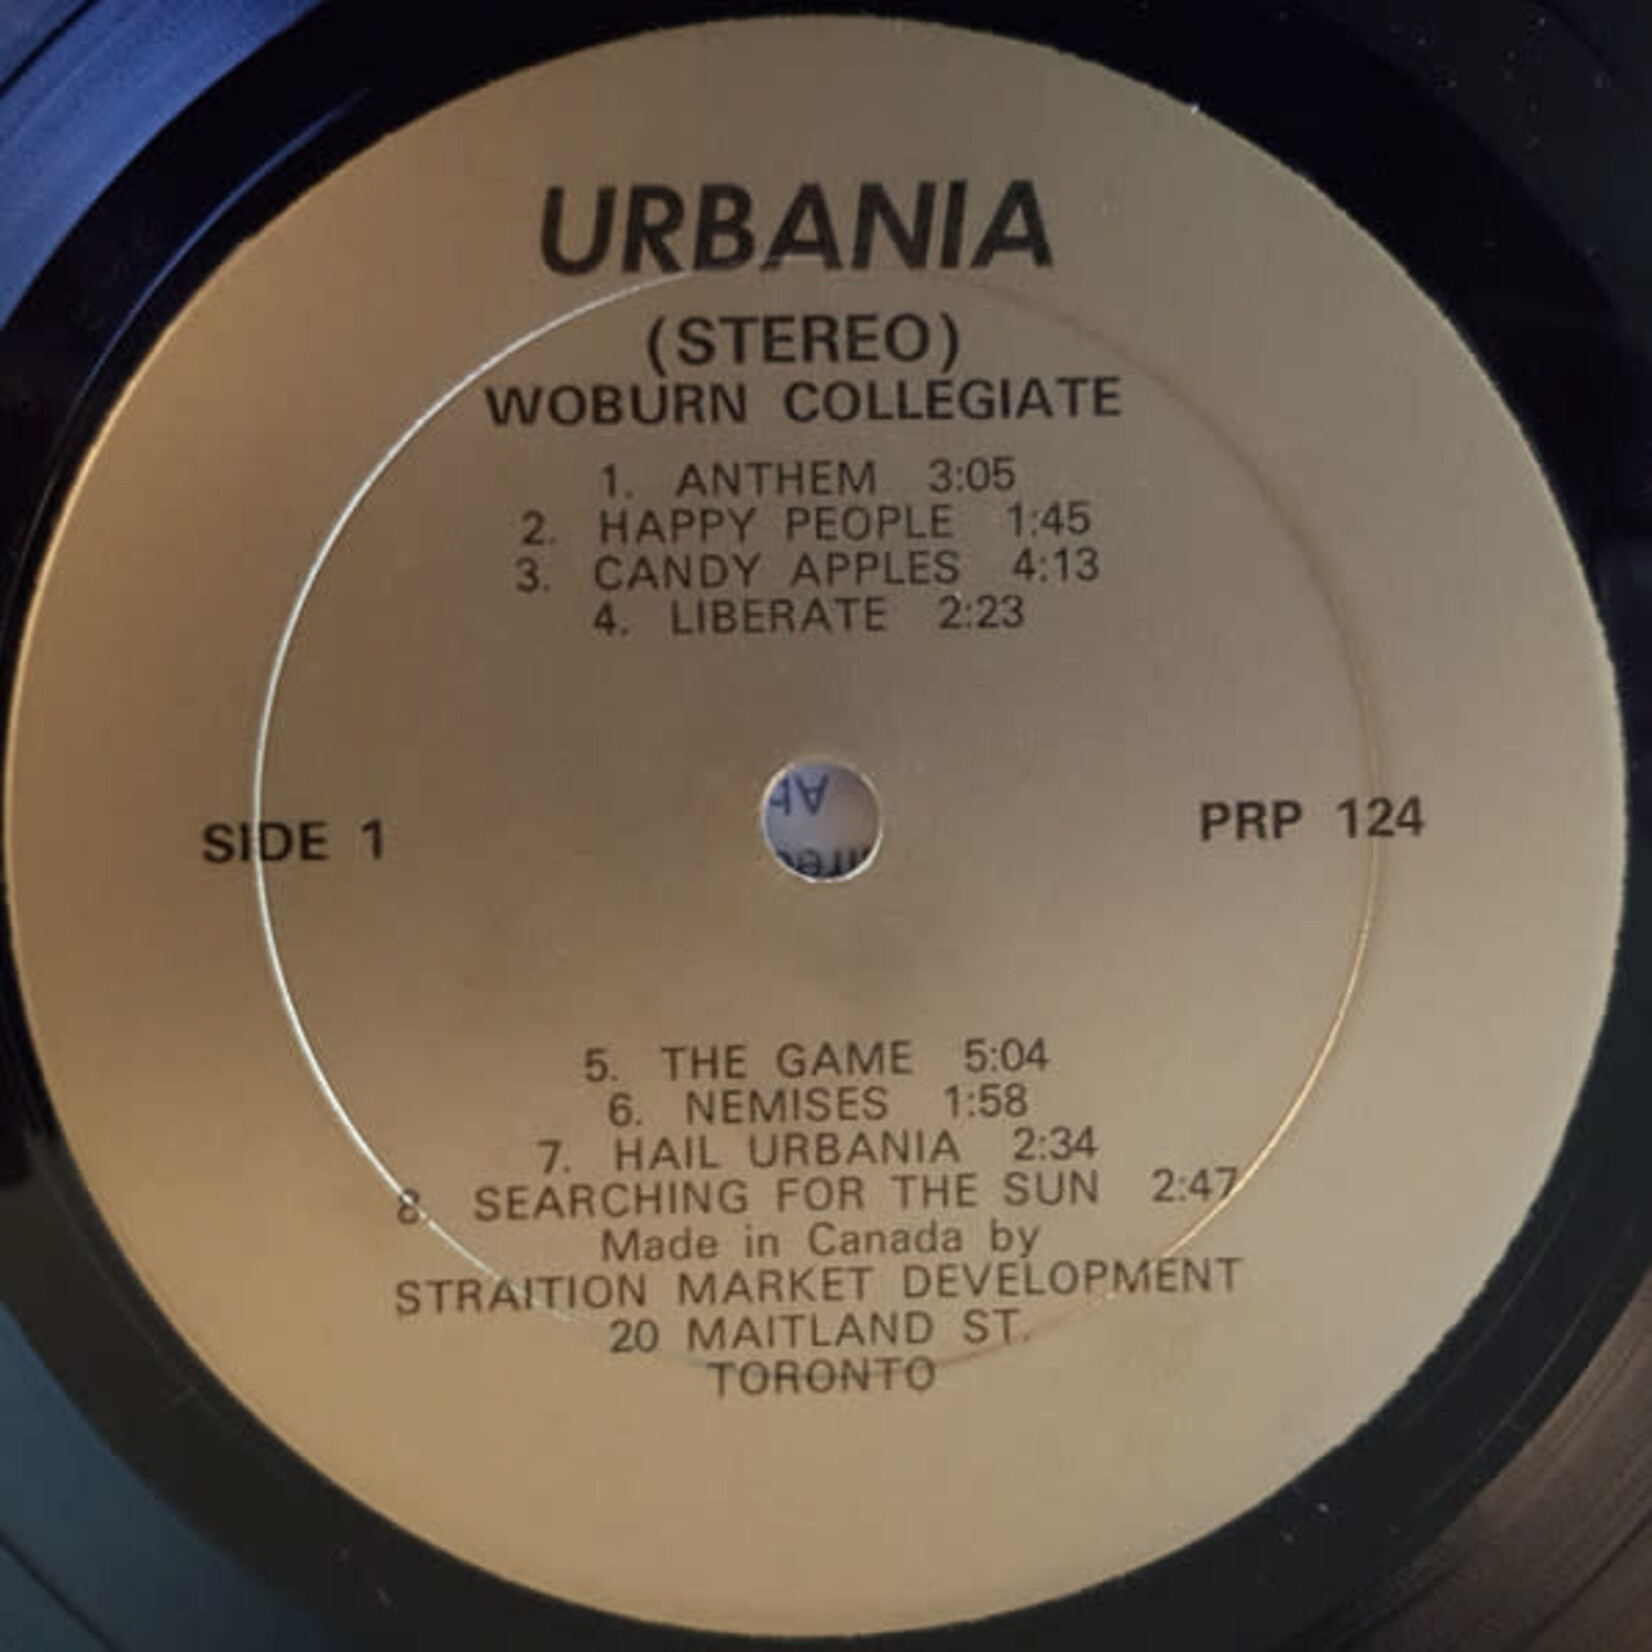 URBANIA
(STEREO)
WOBURN COLLEGIATE
1. ANTHEM 3:05
2. HAPPY PEOPLE 1:45
3. CANDY APPLES 4:13
4. LIBERATE 2:23
SIDE 1
PRP 124
5. THE GAME 5:04
6. NEMISES 1:58
7. HAIL URBANIA 2:34
8. SEARCHING FOR THE SUN 2:47
Made in Canada by
STRAITION MARKET DEVELOPMENT
20 MAITLAND ST.
TORONTO